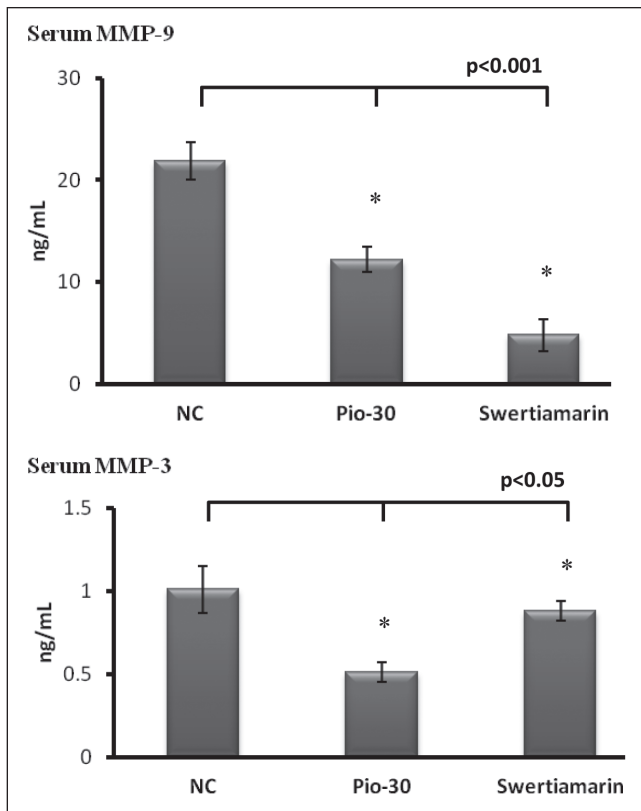 Serum MMP-9
p<0.001
30
20
10
0
ng/mL
*
*
NC Pio-30 Swertiamarin
Serum MMP-3
p<0.05
1.5
1
0.5
0
ng/mL
*
*
NC Pio-30 Swertiamarin